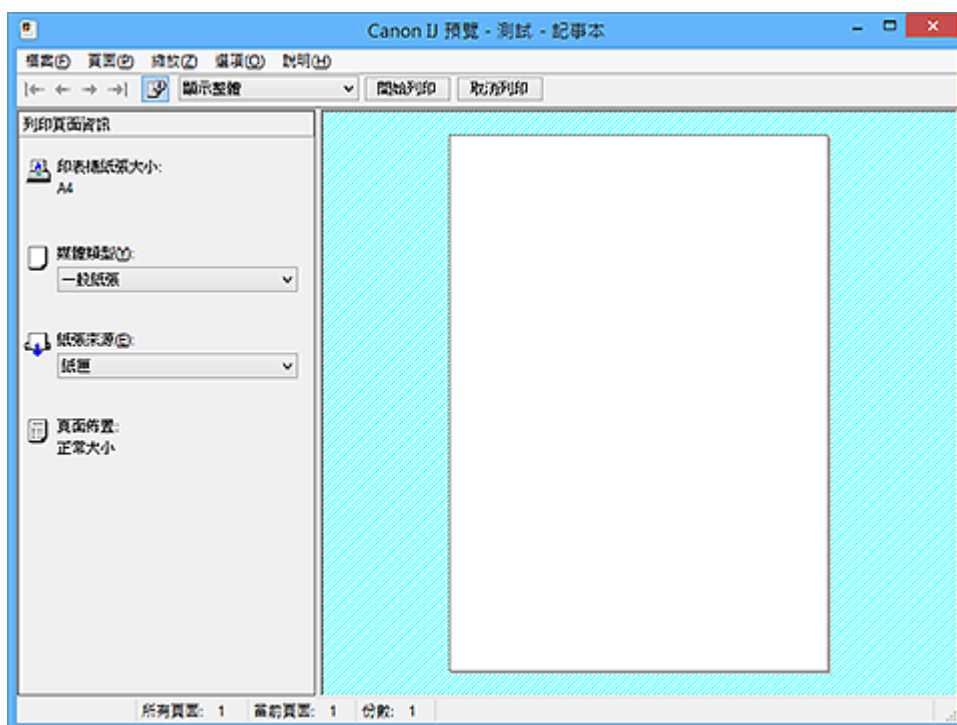 Canon IJ 預覽 - 測試 - 記事本
檔案(F) 頁面(P) 縮放(Z) 選項(O) 說明(H)
顯示整體 開始列印 取消列印
列印頁面資訊
印表機紙張大小:
A4
媒體類型(Y):
一般紙張
紙張來源(E):
紙匣
頁面佈置:
正常大小
所有頁面: 1 當前頁面: 1 份數: 1